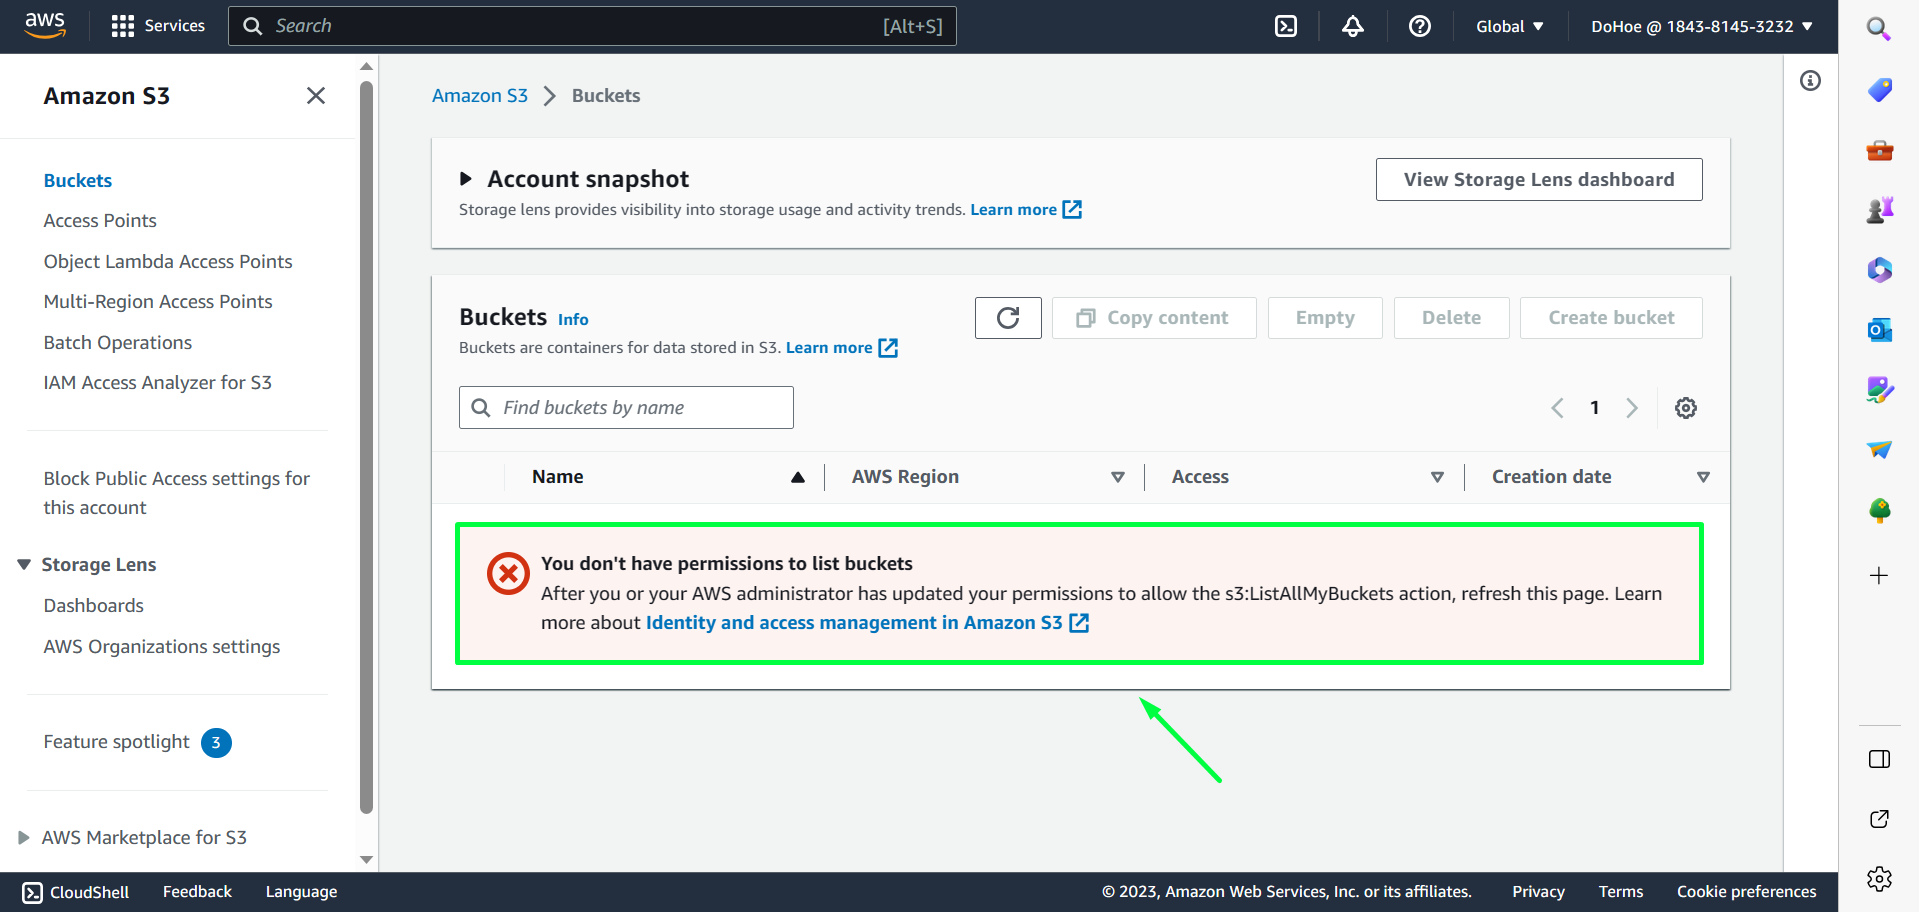 aws
Services
Search
[Alt+S]
Global
DoHoe @ 1843-8145-3232
Amazon S3
Buckets
Access Points
Object Lambda Access Points
Multi-Region Access Points
Batch Operations
IAM Access Analyzer for S3
Block Public Access settings for
this account
Storage Lens
Dashboards
AWS Organizations settings
Feature spotlight 3
AWS Marketplace for S3
Amazon S3 > Buckets
Account snapshot
Storage lens provides visibility into storage usage and activity trends. Learn more
View Storage Lens dashboard
Buckets Info
Buckets are containers for data stored in S3. Learn more
Copy content
Empty
Delete
Create bucket
Find buckets by name
1
Name
AWS Region
Access
Creation date
You don't have permissions to list buckets
After you or your AWS administrator has updated your permissions to allow the s3:ListAllMyBuckets action, refresh this page. Learn
more about Identity and access management in Amazon S3
CloudShell
Feedback
Language
© 2023, Amazon Web Services, Inc. or its affiliates.
Privacy
Terms
Cookie preferences